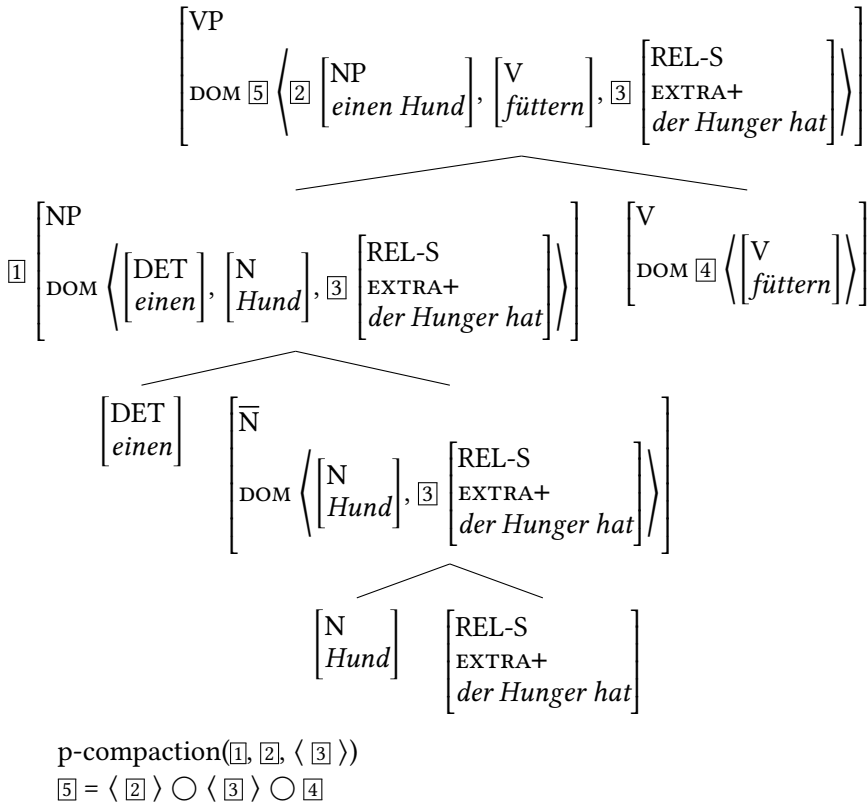 VP
DOM 5 ⟨ 2 [NP einen Hund], [V füttern], 3 [REL-S EXTRA+ der Hunger hat] ⟩
1 NP
DOM ⟨ [DET einen], [N Hund], 3 [REL-S EXTRA+ der Hunger hat] ⟩
V
DOM 4 ⟨ [V füttern] ⟩
DET
einen
N̅
DOM ⟨ [N Hund], 3 [REL-S EXTRA+ der Hunger hat] ⟩
N
Hund
REL-S
EXTRA+
der Hunger hat
p-compaction(1, 2, ⟨ 3 ⟩)
5 = ⟨ 2 ⟩ ○ ⟨ 3 ⟩ ○ 4